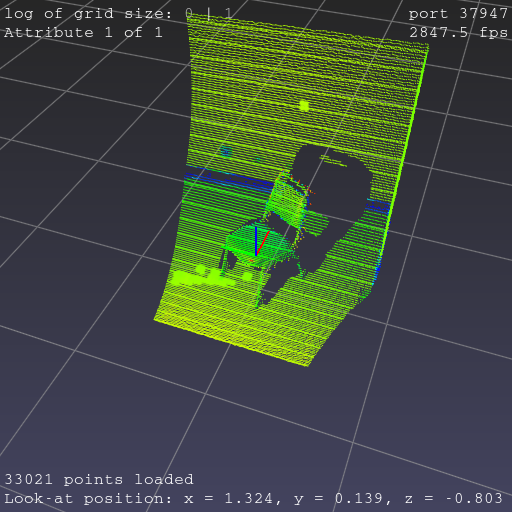 log of grid size: 0 | 1
port 37947
Attribute 1 of 1
2847.5 fps
33021 points loaded
Look-at position: x = 1.324, y = 0.139, z = -0.803